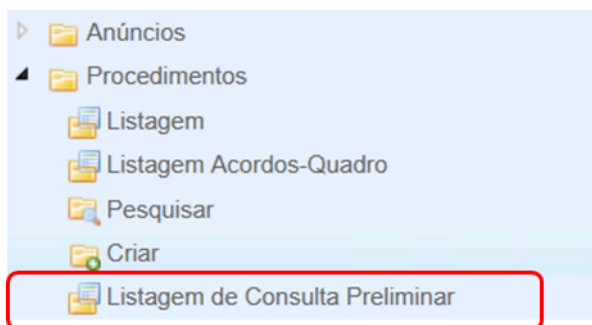 Anúncios
Procedimentos
Listagem
Listagem Acordos-Quadro
Pesquisar
Criar
Listagem de Consulta Preliminar